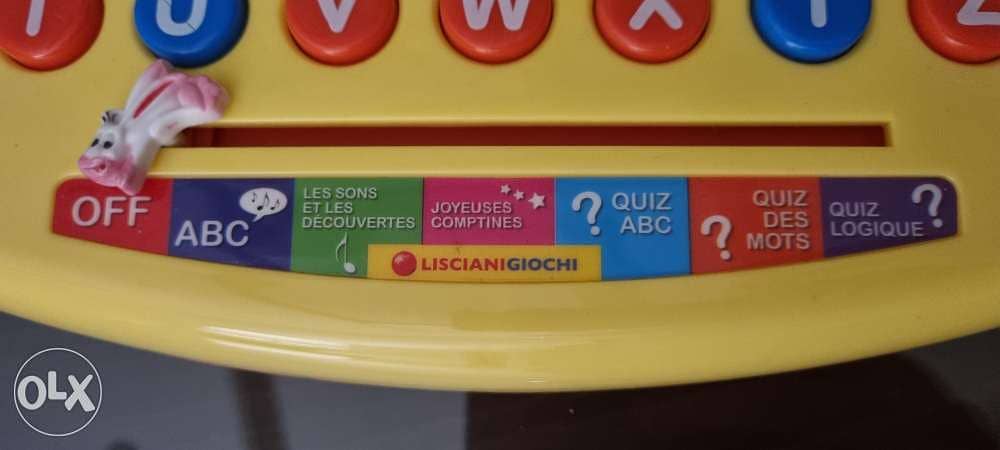 U V W X Y Z
OFF
ABC
LES SONS
ET LES
DÉCOUVERTES
JOYEUSES
COMPTINES
? QUIZ
ABC
? QUIZ
DES
MOTS
QUIZ ?
LOGIQUE
LISCIANIGIOCHI
OLX